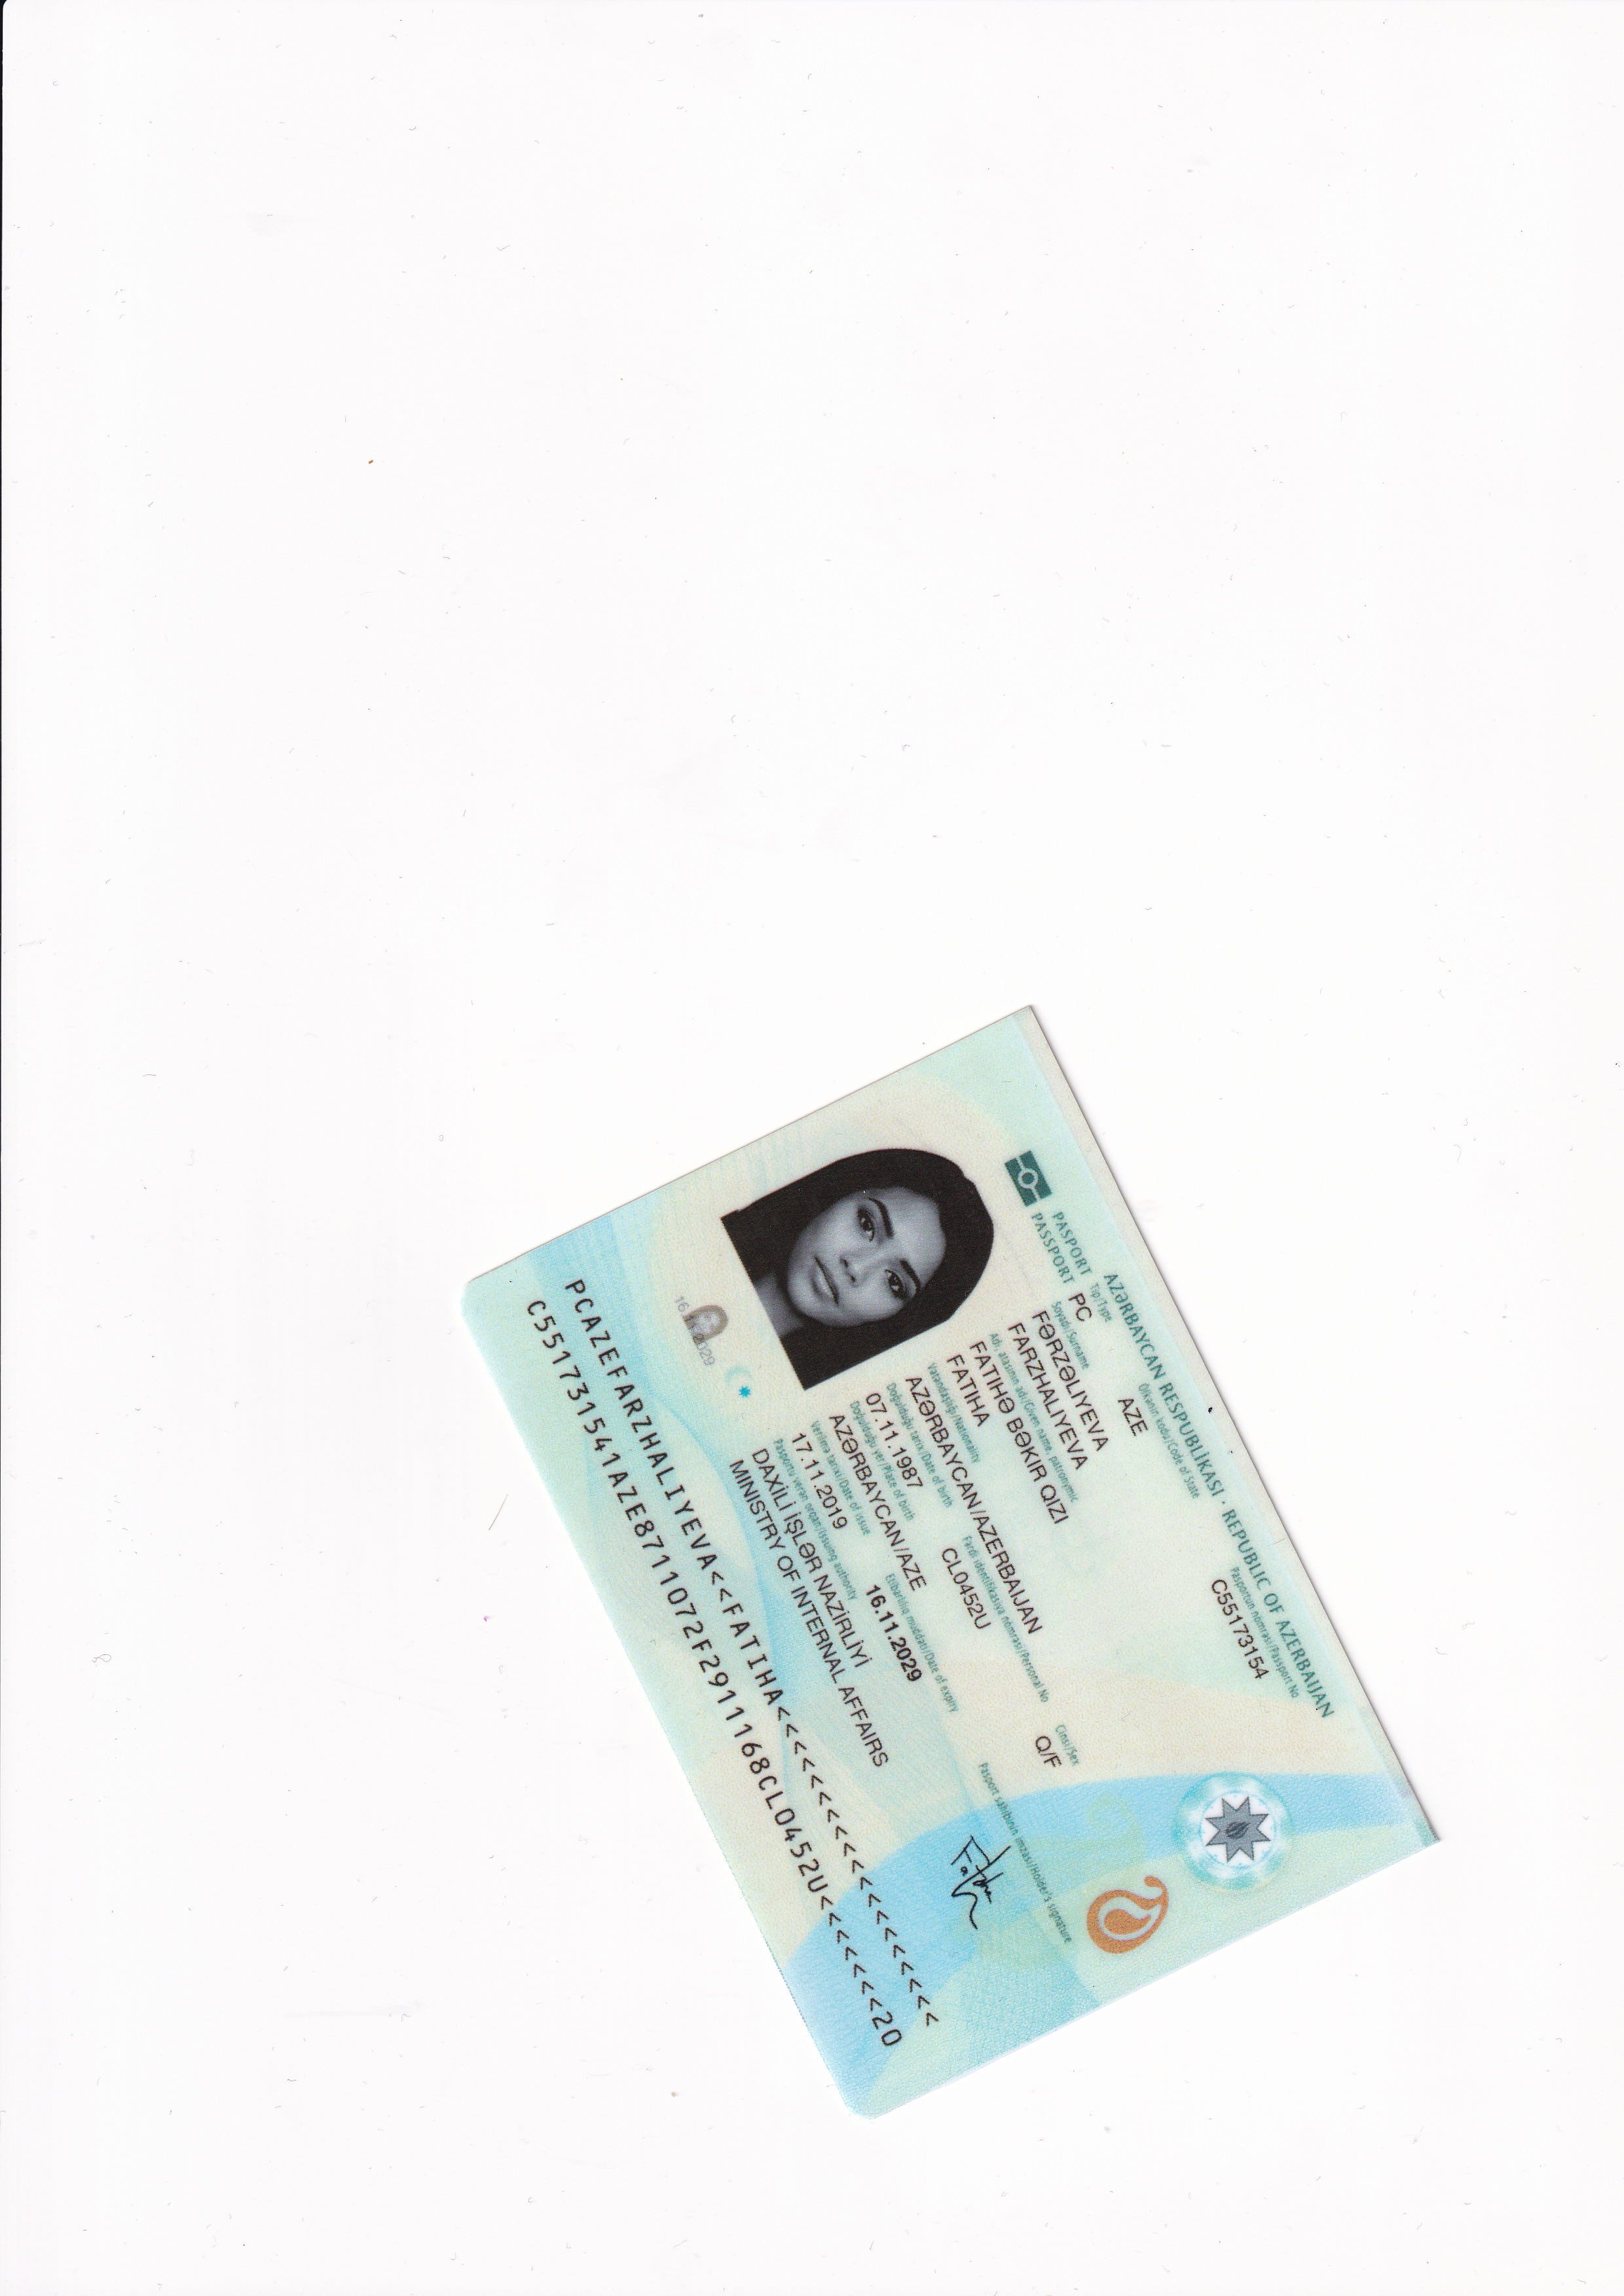 AZƏRBAYCAN RESPUBLİKASI · REPUBLIC OF AZERBAIJAN
PASPORT
PASSPORT
Tip/Type
PC
Ölkənin kodu/Code of State
AZE
Pasportun nömrəsi/Passport No
C55173154
Soyadı/Surname
FƏRZƏLIYEVA
FARZHALIYEVA
Adı, atasının adı/Given name, patronymic
FATIHƏ BƏKIR QIZI
FATIHA
Vətəndaşlığı/Nationality
AZƏRBAYCAN/AZERBAIJAN
Doğulduğu tarix/Date of birth
07.11.1987
Fərdi identifikasiya nömrəsi/Personal No
CL0452U
Cinsi/Sex
Q/F
Doğulduğu yer/Place of birth
AZƏRBAYCAN/AZE
Verilmə tarixi/Date of issue
17.11.2019
Etibarlılıq müddəti/Date of expiry
16.11.2029
Pasport sahibinin imzası/Holder's signature
Pasportu verən orqan/Issuing authority
DAXİLİ İŞLƏR NAZİRLİYİ
MINISTRY OF INTERNAL AFFAIRS
16.11.2029
PCAZEFARZHALIYEVA<<FATIHA<<<<<<<<<<<<<<<<<<<
C551731541AZE8711072F2911168CL0452U<<<<<<<20